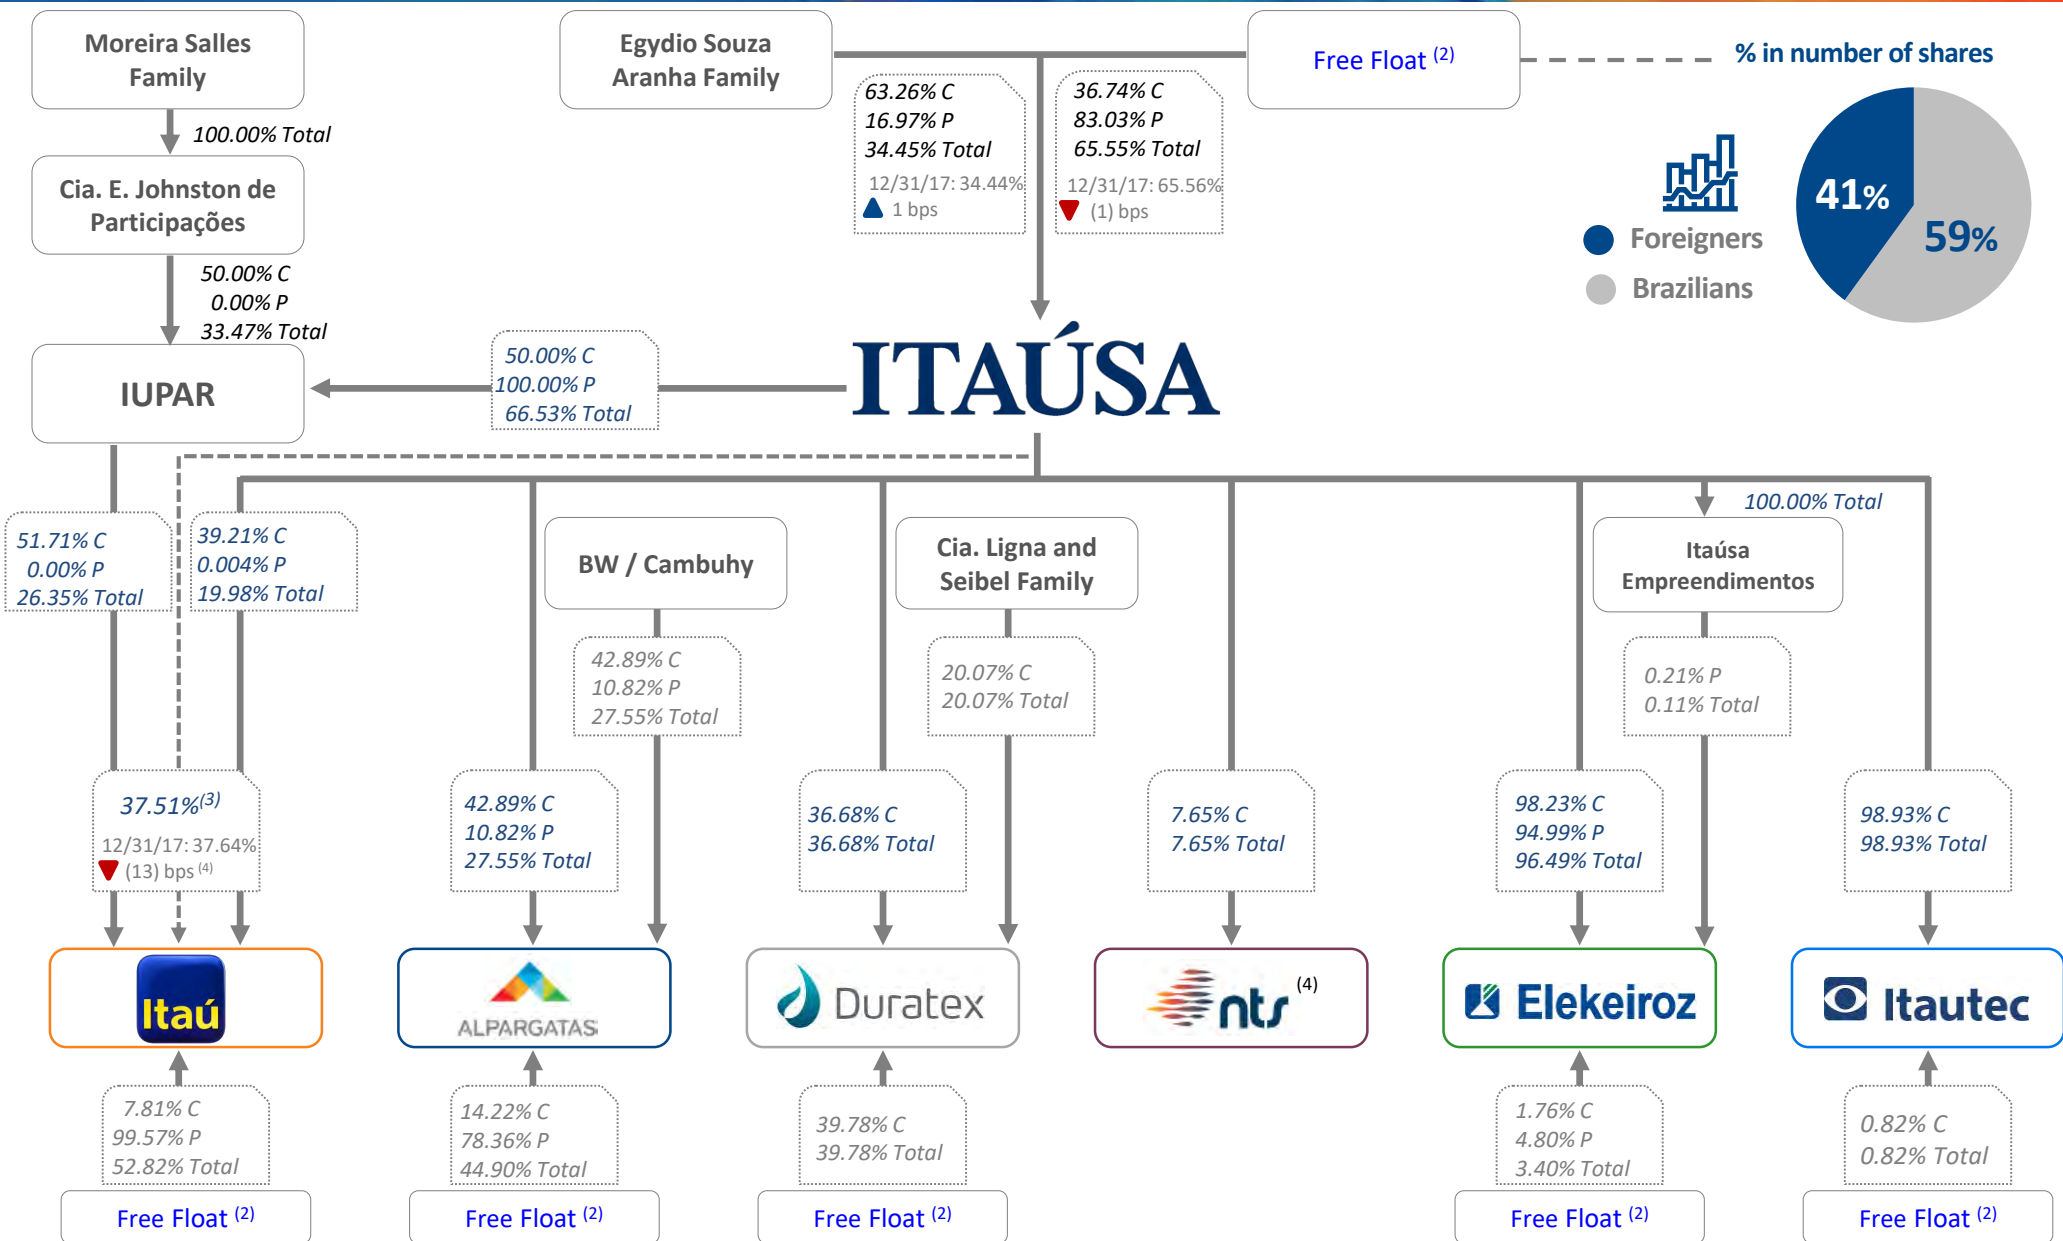 Moreira Salles
Family
Egydio Souza
Aranha Family
Free Float (2)
% in number of shares
100.00% Total
63.26% C
16.97% P
34.45% Total
12/31/17: 34.44%
1 bps
36.74% C
83.03% P
65.55% Total
12/31/17: 65.56%
(1) bps
41%
59%
Foreigners
Brazilians
Cia. E. Johnston de
Participações
50.00% C
0.00% P
33.47% Total
IUPAR
50.00% C
100.00% P
66.53% Total
ITAÚSA
51.71% C
0.00% P
26.35% Total
39.21% C
0.004% P
19.98% Total
BW / Cambuhy
Cia. Ligna and
Seibel Family
100.00% Total
Itaúsa
Empreendimentos
42.89% C
10.82% P
27.55% Total
20.07% C
20.07% Total
0.21% P
0.11% Total
37.51%(3)
12/31/17: 37.64%
(13) bps (4)
42.89% C
10.82% P
27.55% Total
36.68% C
36.68% Total
7.65% C
7.65% Total
98.23% C
94.99% P
96.49% Total
98.93% C
98.93% Total
Itaú
ALPARGATAS
Duratex
nts (4)
Elekeiroz
Itautec
7.81% C
99.57% P
52.82% Total
14.22% C
78.36% P
44.90% Total
39.78% C
39.78% Total
1.76% C
4.80% P
3.40% Total
0.82% C
0.82% Total
Free Float (2)
Free Float (2)
Free Float (2)
Free Float (2)
Free Float (2)